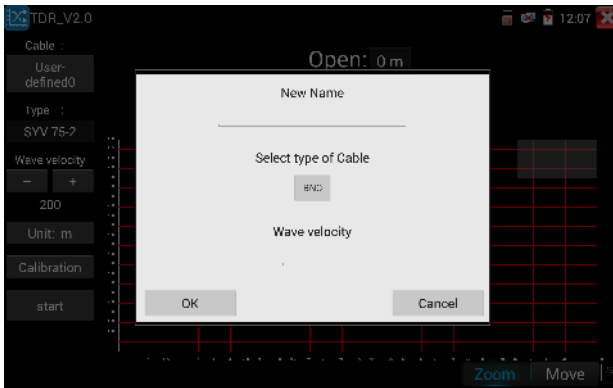 TDR_V2.0
12:07
Cable :
User-
defined0
Type :
SYV 75-2
Wave velocity
− +
200
Unit: m
Calibration
start
Open: 0 m
New Name
Select type of Cable
BNC
Wave velocity
OK Cancel
Zoom Move